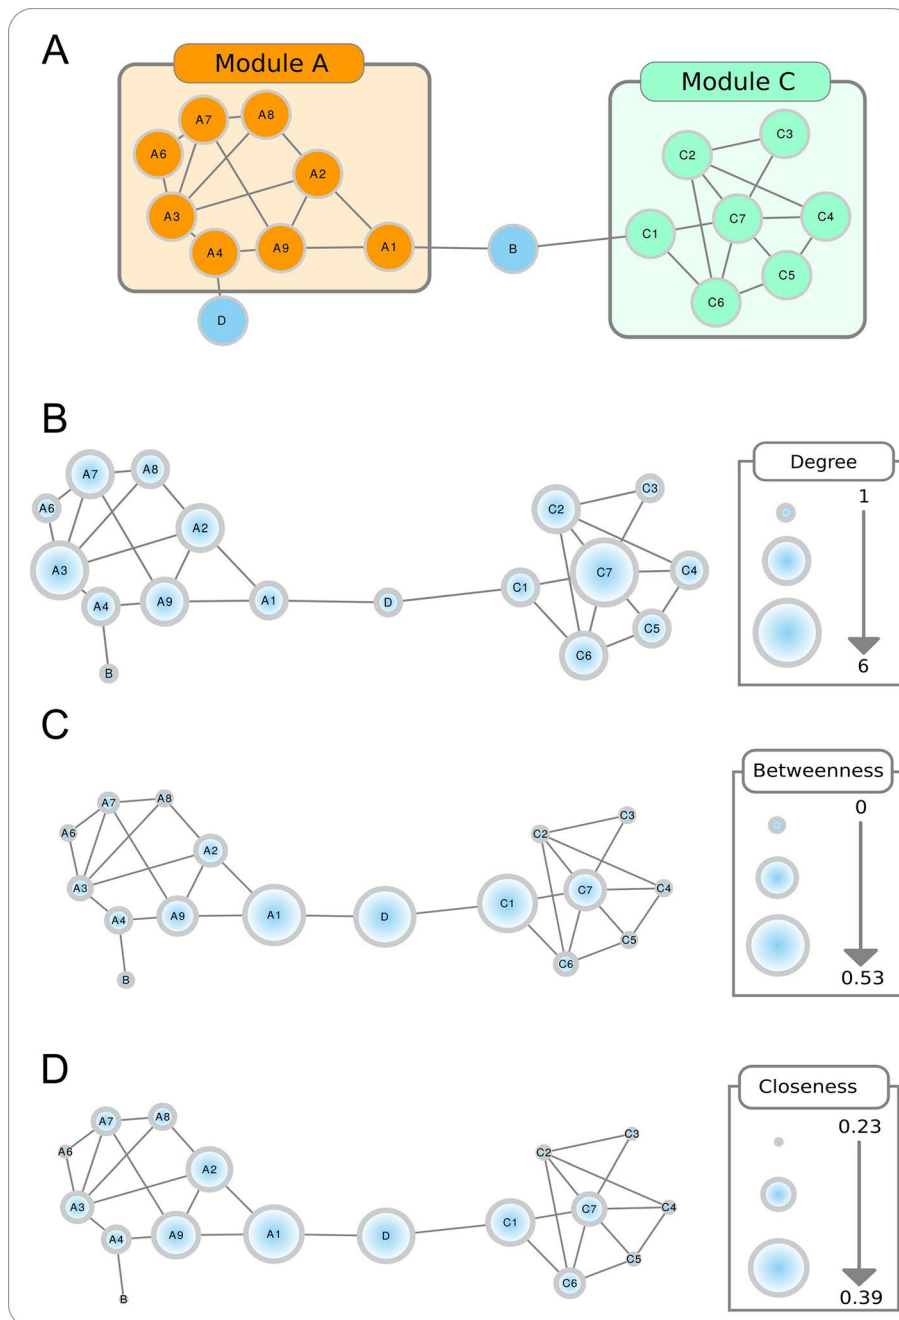 A
Module A
Module C
A7
A8
A6
A2
A3
A4
A9
A1
B
D
C3
C2
C7
C4
C1
C5
C6
B
A7
A8
A6
A2
A3
A4
A9
A1
D
B
C3
C2
C7
C4
C1
C5
C6
Degree
1
6
C
A7
A8
A6
A2
A3
A4
A9
A1
D
B
C3
C2
C7
C4
C1
C5
C6
Betweenness
0
0.53
D
A7
A8
A6
A2
A3
A4
A9
A1
D
B
C3
C2
C7
C4
C1
C5
C6
Closeness
0.23
0.39